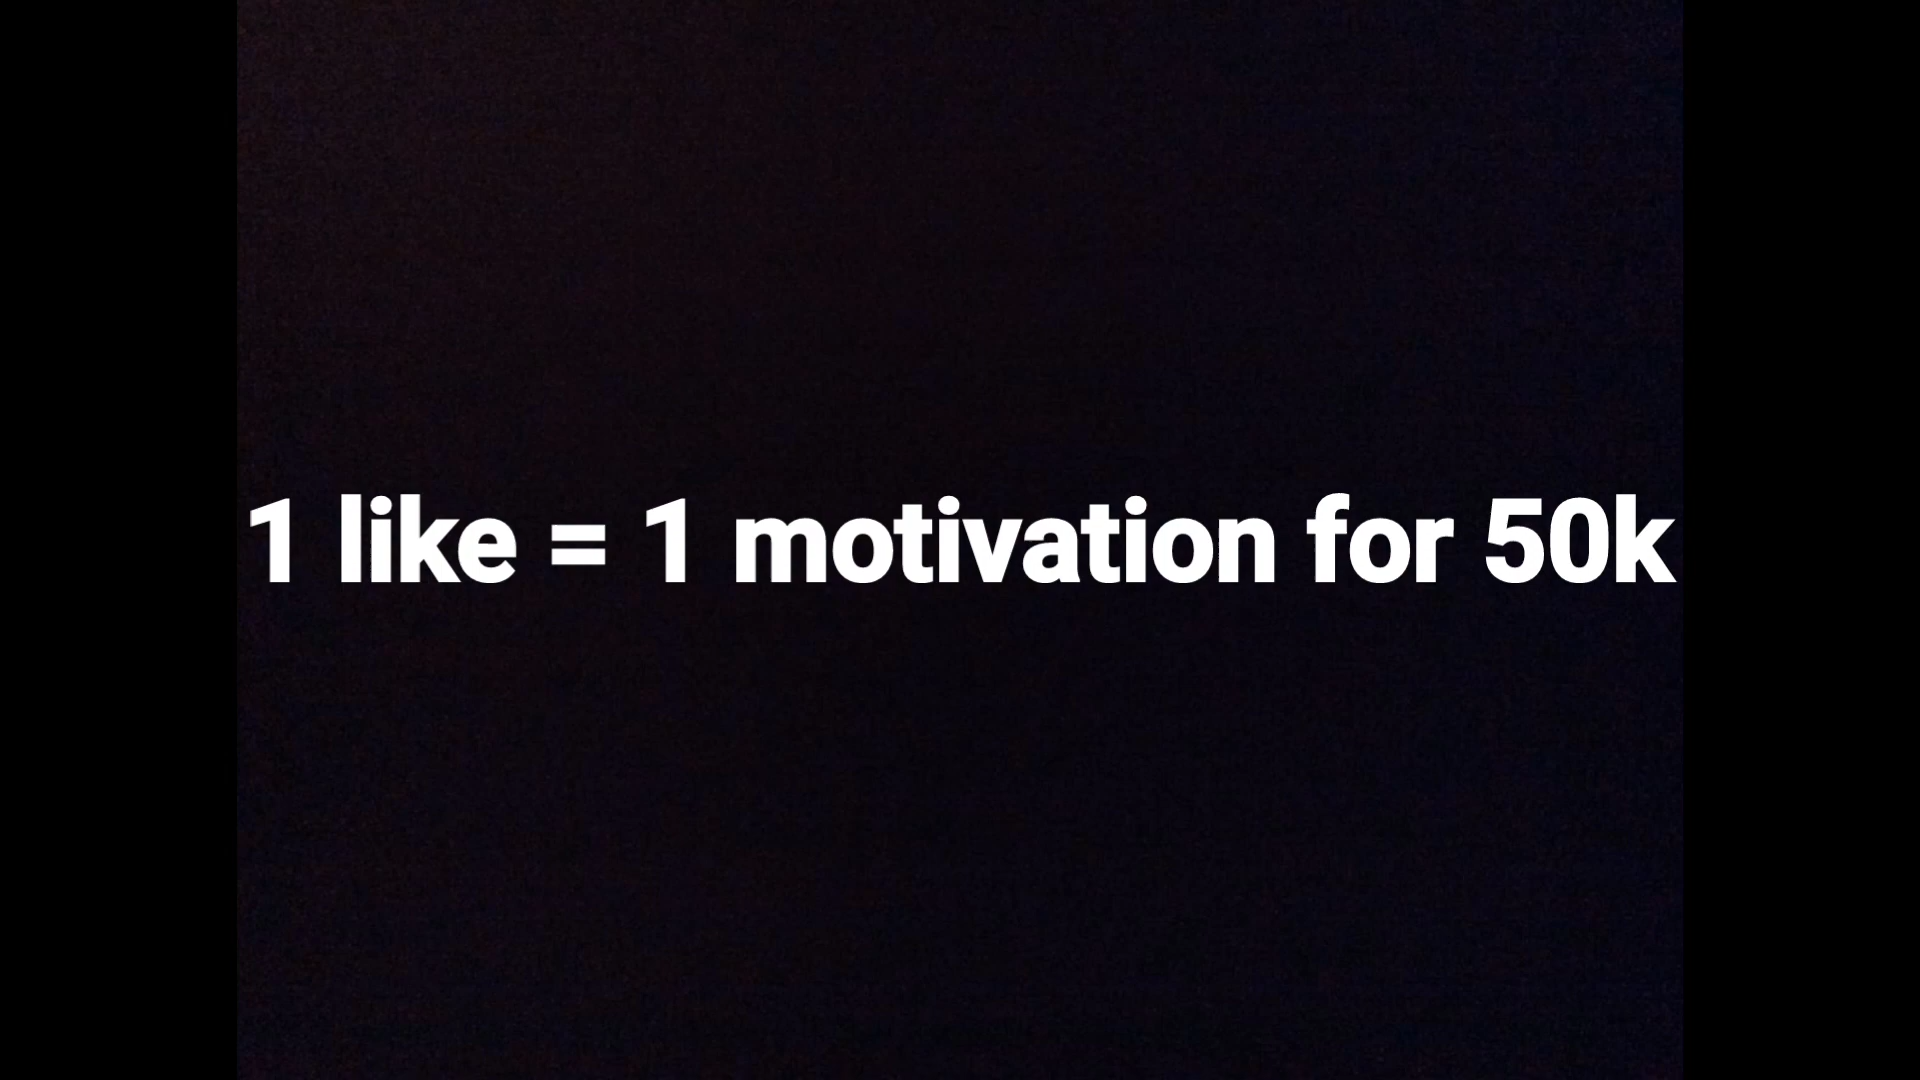 1 like = 1 motivation for 50k